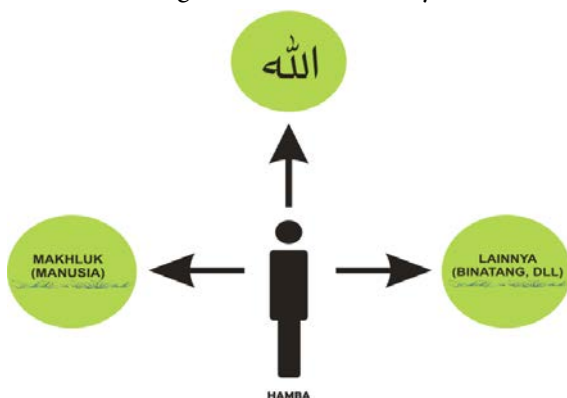 الله
MAKHLUK
(MANUSIA)
LAINNYA
(BINATANG, DLL)
HAMBA